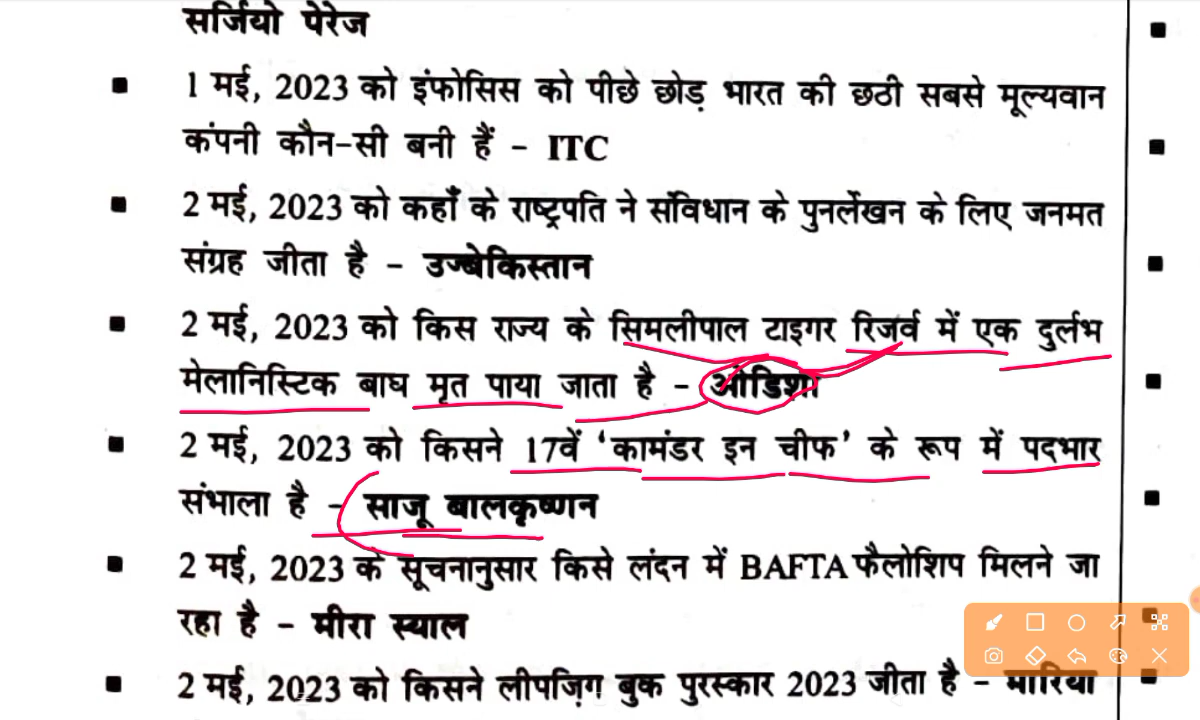 सर्जियो पेरेज
▪ 1 मई, 2023 को इंफोसिस को पीछे छोड़ भारत की छठी सबसे मूल्यवान
कंपनी कौन-सी बनी हैं - ITC
▪ 2 मई, 2023 को कहाँ के राष्ट्रपति ने संविधान के पुनर्लेखन के लिए जनमत
संग्रह जीता है - उज्बेकिस्तान
▪ 2 मई, 2023 को किस राज्य के सिमलीपाल टाइगर रिजर्व में एक दुर्लभ
मेलानिस्टिक बाघ मृत पाया जाता है - ओडिशा
▪ 2 मई, 2023 को किसने 17वें ‘कामंडर इन चीफ’ के रूप में पदभार
संभाला है - साजू बालकृष्णन
▪ 2 मई, 2023 के सूचनानुसार किसे लंदन में BAFTA फैलोशिप मिलने जा
रहा है - मीरा स्याल
▪ 2 मई, 2023 को किसने लीपज़िग बुक पुरस्कार 2023 जीता है - मारिया